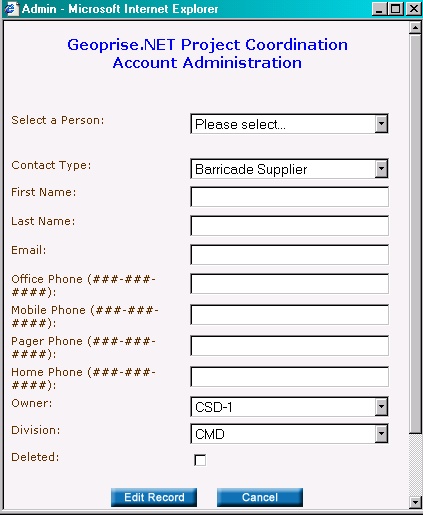 Admin - Microsoft Internet Explorer
Geoprise.NET Project Coordination
Account Administration
Select a Person:
Please select...
Contact Type:
Barricade Supplier
First Name:
Last Name:
Email:
Office Phone (###-###-
####):
Mobile Phone (###-###-
####):
Pager Phone (###-###-
####):
Home Phone (###-###-
####):
Owner:
CSD-1
Division:
CMD
Deleted:
Edit Record
Cancel